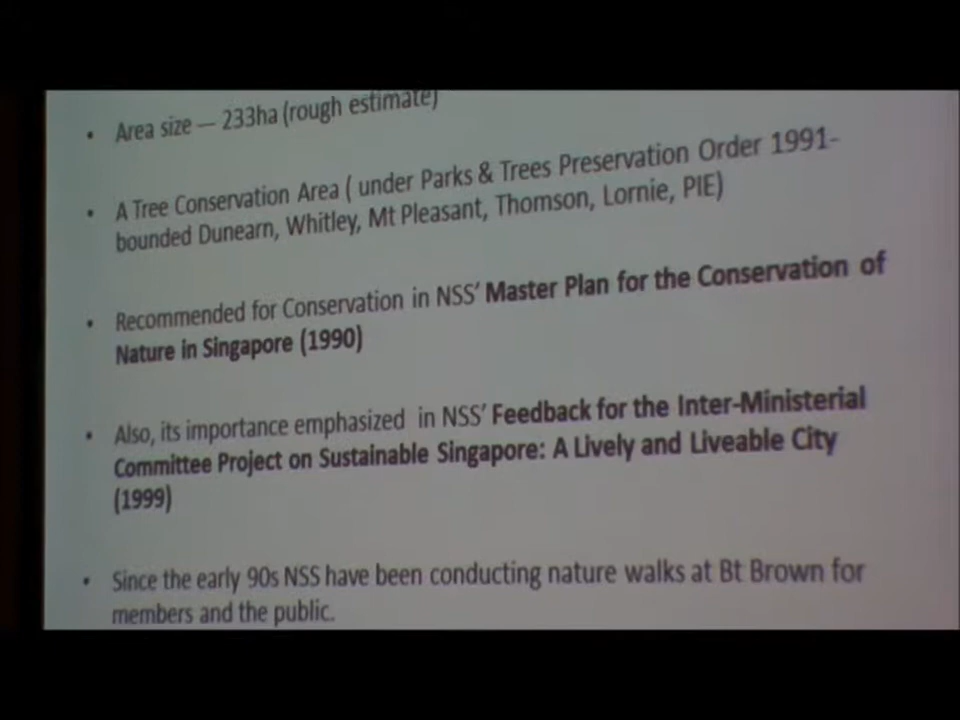 • Area size — 233ha (rough estimate)
• A Tree Conservation Area ( under Parks & Trees Preservation Order 1991-
bounded Dunearn, Whitley, Mt Pleasant, Thomson, Lornie, PIE)
• Recommended for Conservation in NSS’ Master Plan for the Conservation of
Nature in Singapore (1990)
• Also, its importance emphasized in NSS’ Feedback for the Inter-Ministerial
Committee Project on Sustainable Singapore: A Lively and Liveable City
(1999)
• Since the early 90s NSS have been conducting nature walks at Bt Brown for
members and the public.